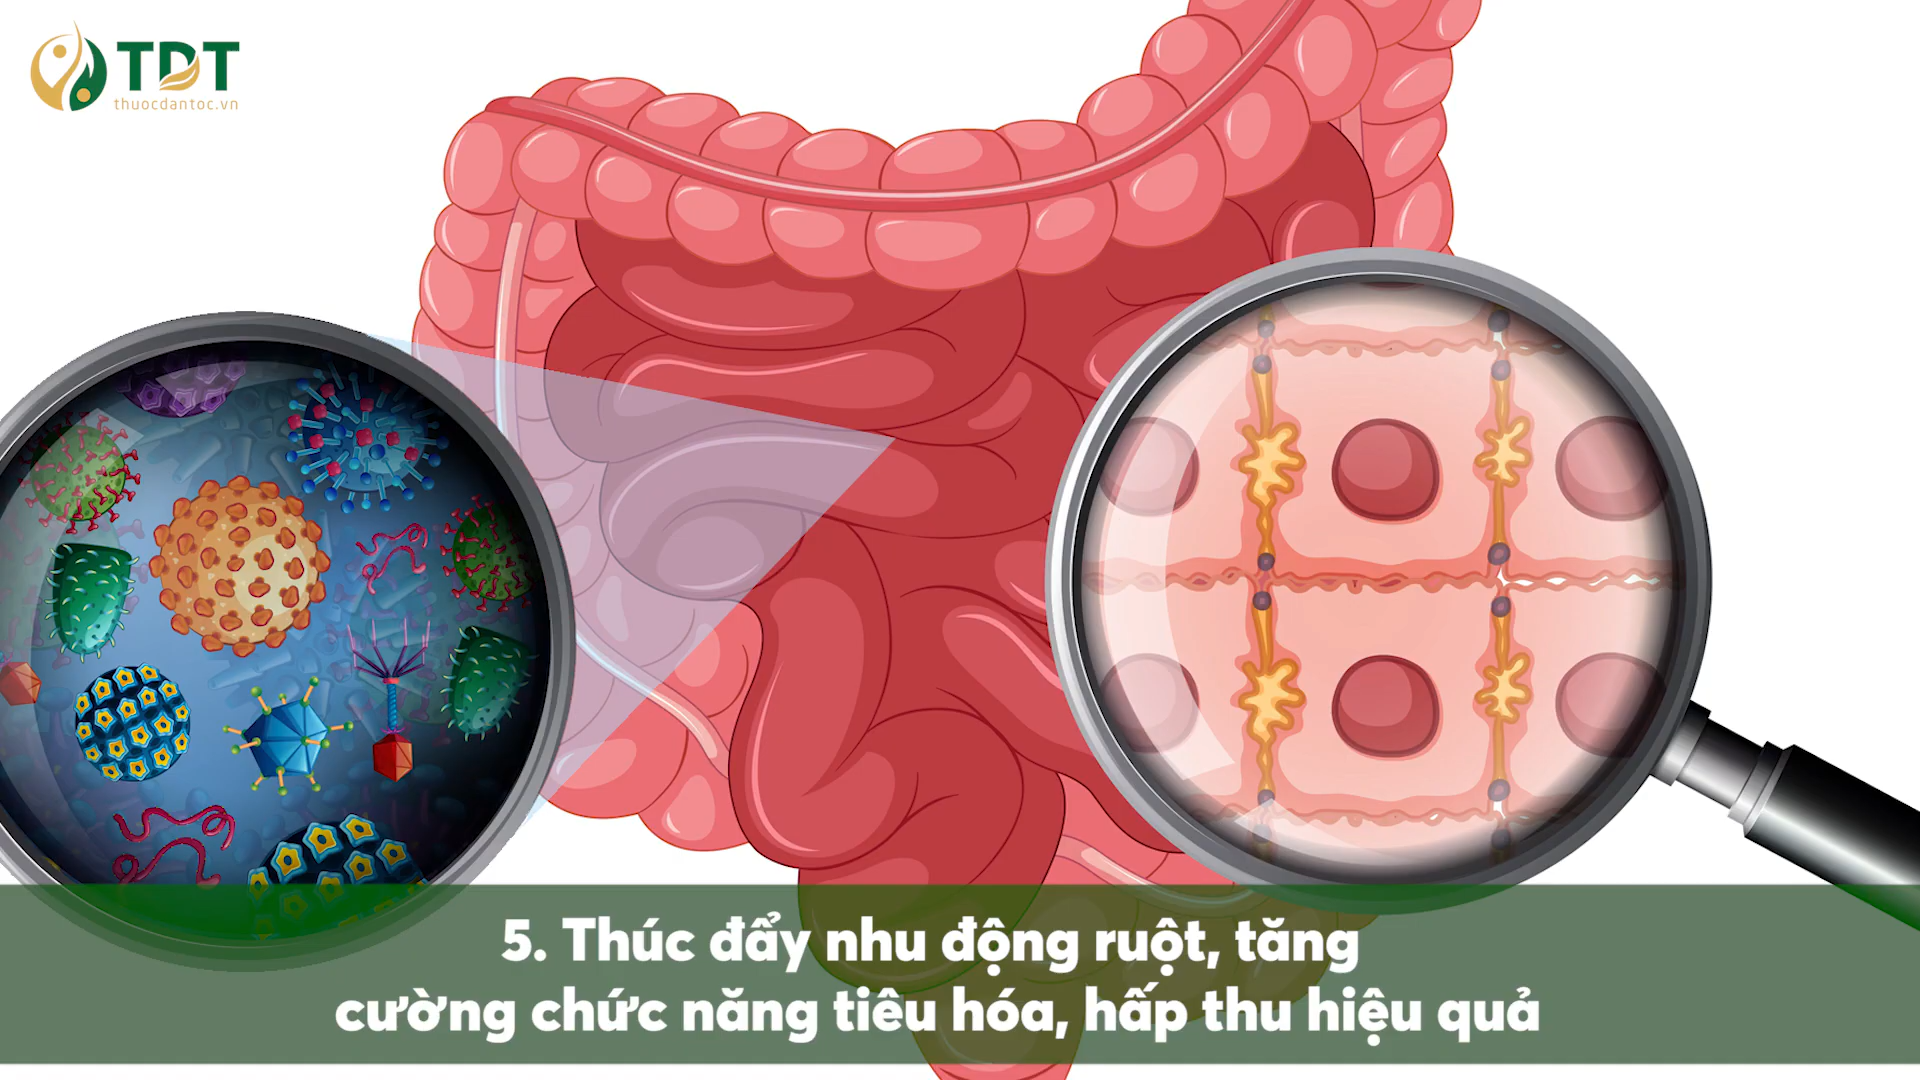 TDT
thuocdantoc.vn
5. Thúc đẩy nhu động ruột, tăng
cường chức năng tiêu hóa, hấp thu hiệu quả